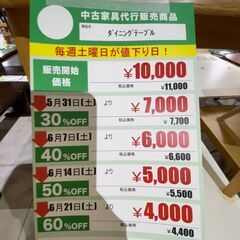 中古家具代行販売商品
商品名
ダイニングテーブル
毎週土曜日が値下り日！
販売開始価格 ¥10,000
税込価格 ¥11,000
5月31日(土) より ¥7,000
30%OFF 税込価格 ¥7,700
6月7日(土) より ¥6,000
40%OFF 税込価格 ¥6,600
6月14日(土) より ¥5,000
50%OFF 税込価格 ¥5,500
6月21日(土) より ¥4,000
60%OFF 税込価格 ¥4,400